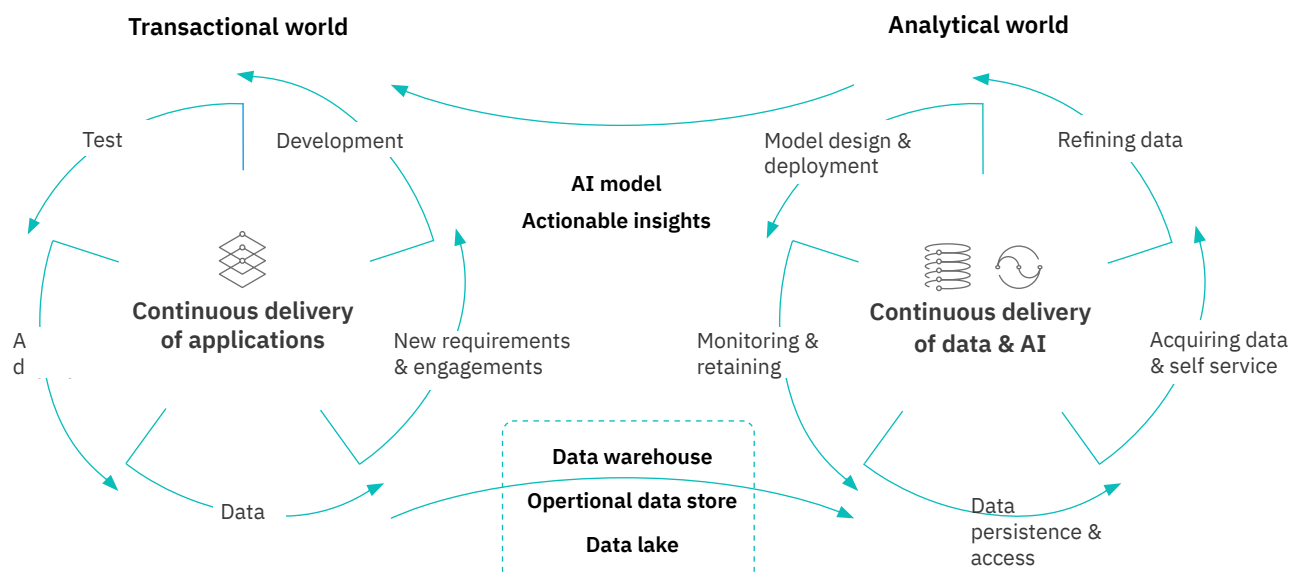 Transactional world
Analytical world
Test
Development
Model design &
deployment
Refining data
AI model
Actionable insights
Continuous delivery
of applications
Continuous delivery
of data & AI
A
d
New requirements
& engagements
Monitoring &
retaining
Acquiring data
& self service
Data warehouse
Opertional data store
Data lake
Data
Data
persistence &
access